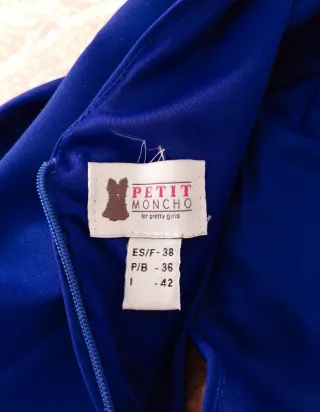 PETIT
MONCHO
for pretty girls
ES/F- 38
P/B - 36
I - 42